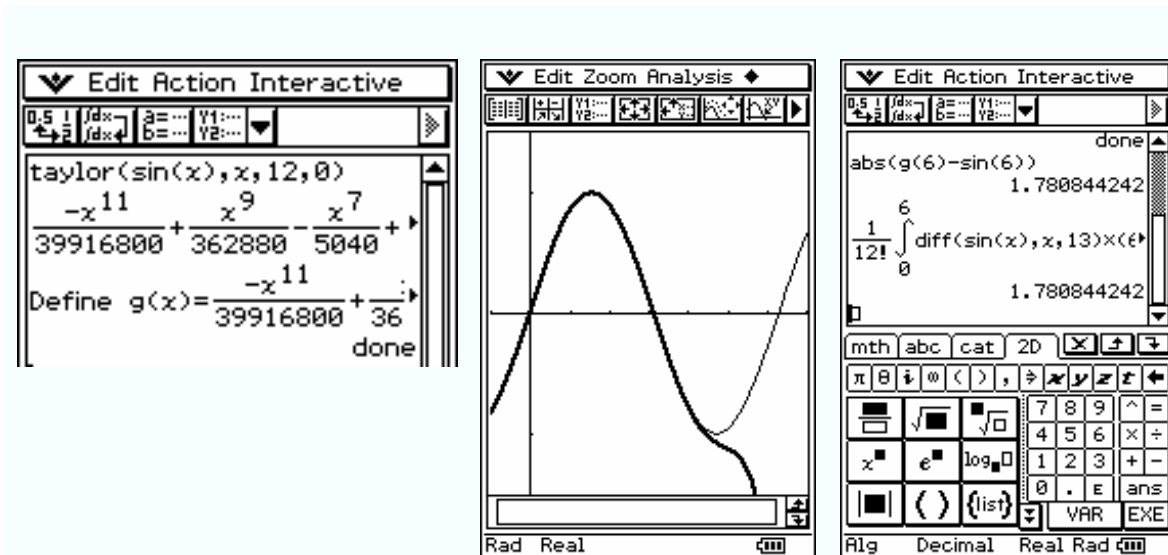 Edit Action Interactive
taylor(sin(x),x,12,0)
-x^11/39916800 + x^9/362880 - x^7/5040 +
Define g(x)=-x^11/39916800 + /36
done
Edit Zoom Analysis
Rad Real
Edit Action Interactive
done
abs(g(6)-sin(6))
1.780844242
1/12! ∫ 0 6 diff(sin(x),x,13)×(6
1.780844242
mth abc cat 2D
π θ i ∞ ( ) , ⇒ x y z t
7 8 9 ^ =
4 5 6 × ÷
x e log 1 2 3 + -
0 . E ans
( ) {list} VAR EXE
Alg Decimal Real Rad